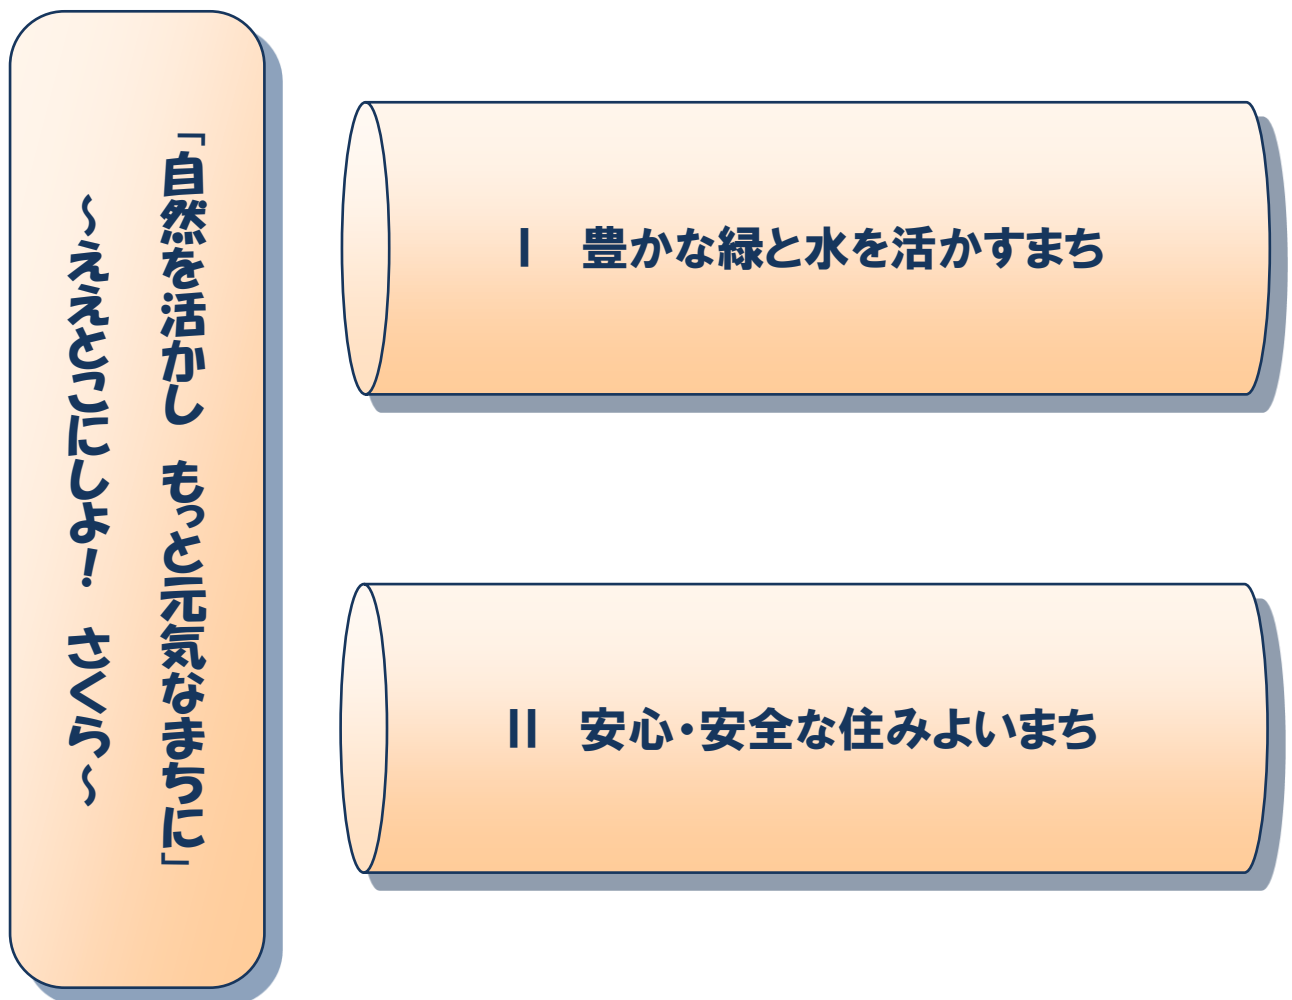 「自然を活かし　もっと元気なまちに」
～ええとこにしよ！　さくら～
Ⅰ　豊かな緑と水を活かすまち
Ⅱ　安心・安全な住みよいまち